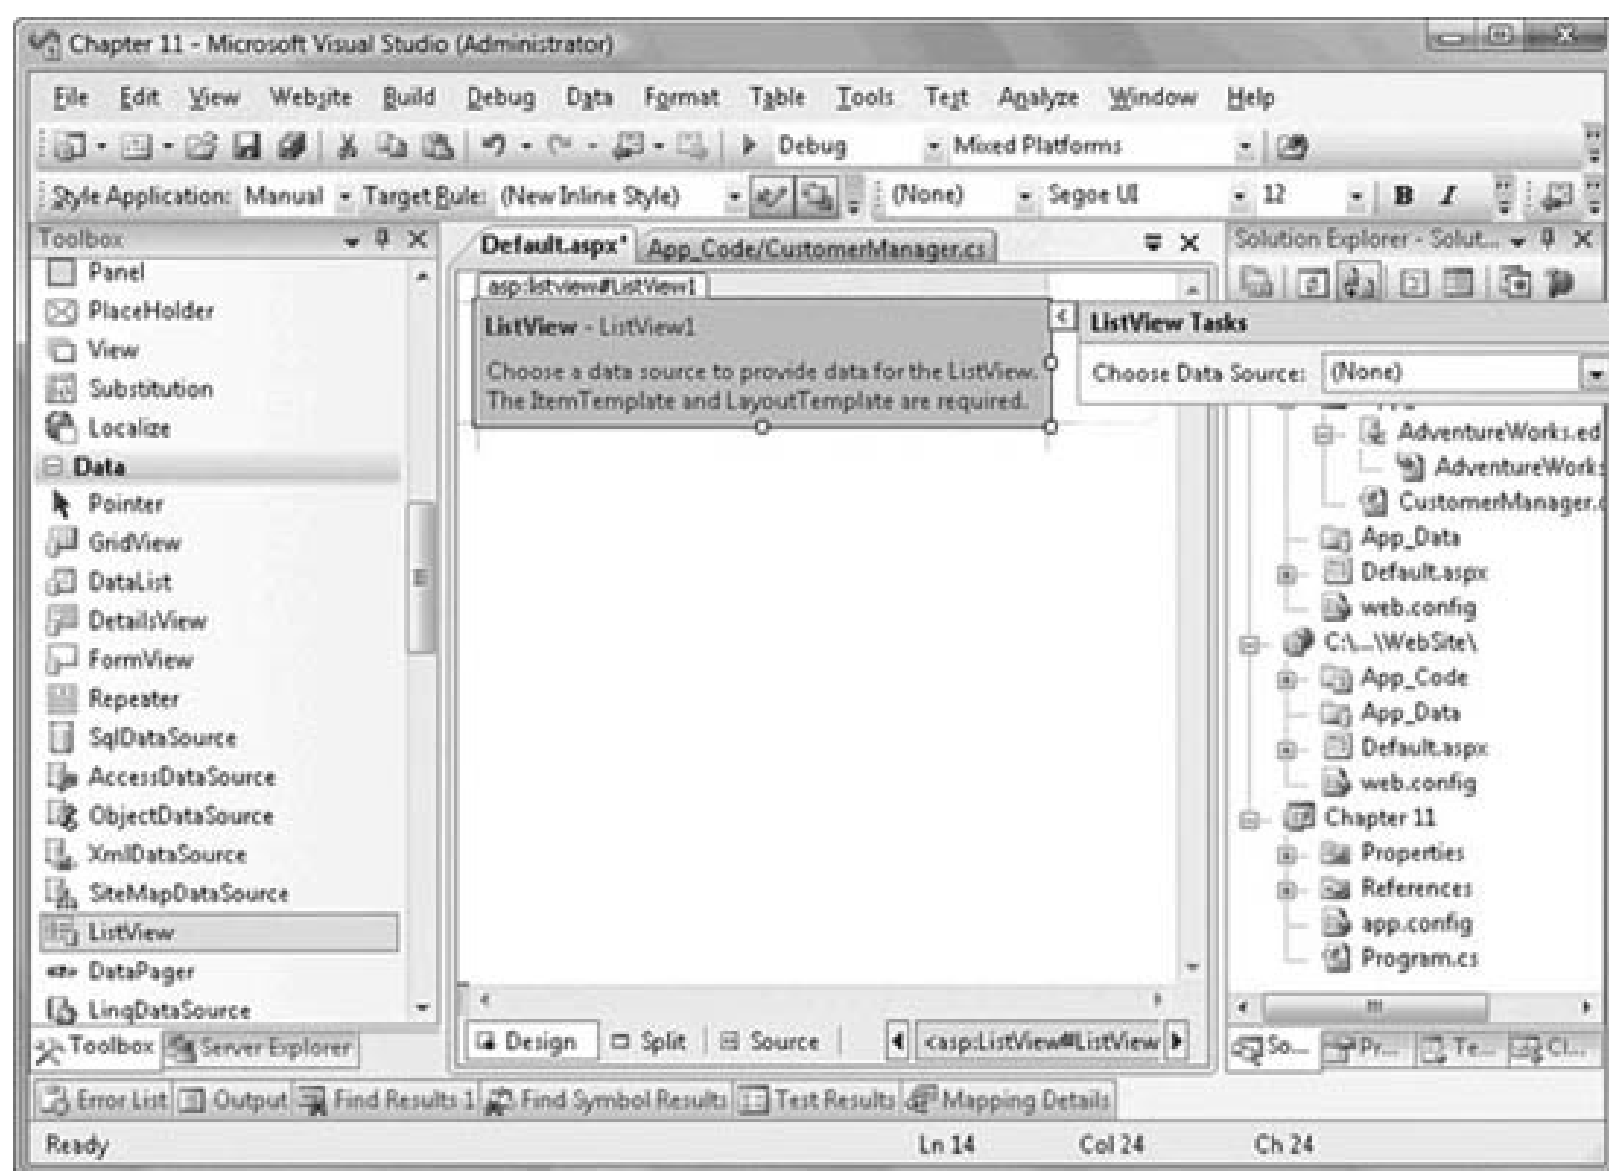 Chapter 11 - Microsoft Visual Studio (Administrator)
File Edit View Website Build Debug Data Format Table Tools Test Analyze Window Help
Debug Mixed Platforms
Style Application: Manual Target Rule: (New Inline Style) (None) Segoe UI 12 B I
Toolbox
Panel
PlaceHolder
View
Substitution
Localize
Data
Pointer
GridView
DataList
DetailsView
FormView
Repeater
SqlDataSource
AccessDataSource
ObjectDataSource
XmlDataSource
SiteMapDataSource
ListView
DataPager
LinqDataSource
Toolbox Server Explorer
Default.aspx* App_Code/CustomerManager.cs
asp:listview#ListView1
ListView - ListView1
Choose a data source to provide data for the ListView.
The ItemTemplate and LayoutTemplate are required.
ListView Tasks
Choose Data Source: (None)
Design Split Source <asp:ListView#ListView
Solution Explorer - Solut...
AdventureWorks.ed
AdventureWorks
CustomerManager.c
App_Data
Default.aspx
web.config
C:\...\WebSite\
App_Code
App_Data
Default.aspx
web.config
Chapter 11
Properties
References
app.config
Program.cs
So... Pr... Te... Cl...
Error List Output Find Results 1 Find Symbol Results Test Results Mapping Details
Ready Ln 14 Col 24 Ch 24